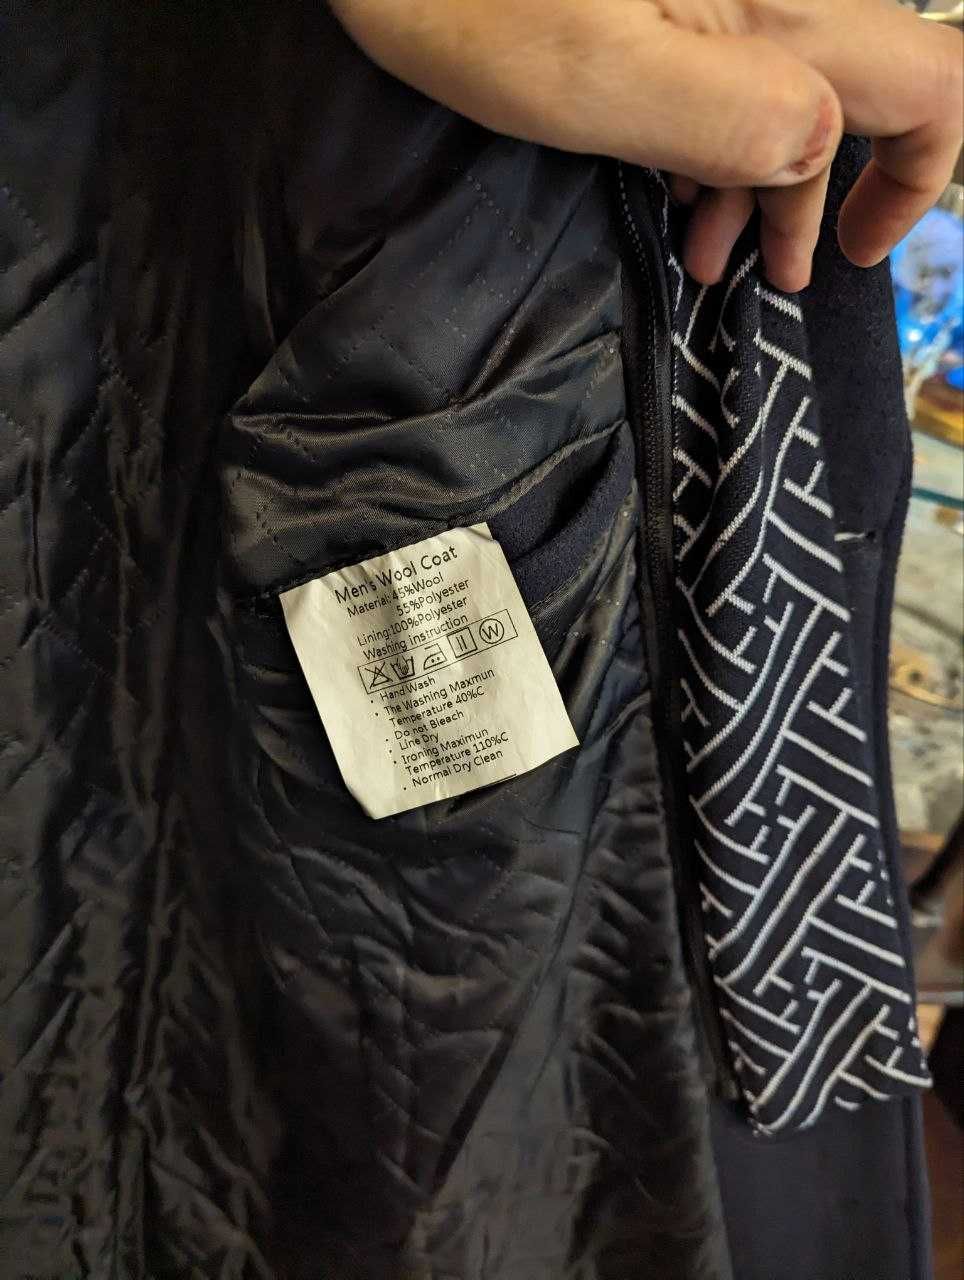 Men's Wool Coat
Material: 45%Wool
55%Polyester
Lining:100%Polyester
Washing Instruction
W
· Hand Wash
· The Washing Maxmun
Temperature 40%C
· Do not Bleach
· Line Dry
· Ironing Maximun
Temperature 110%C
· Normal Dry Clean